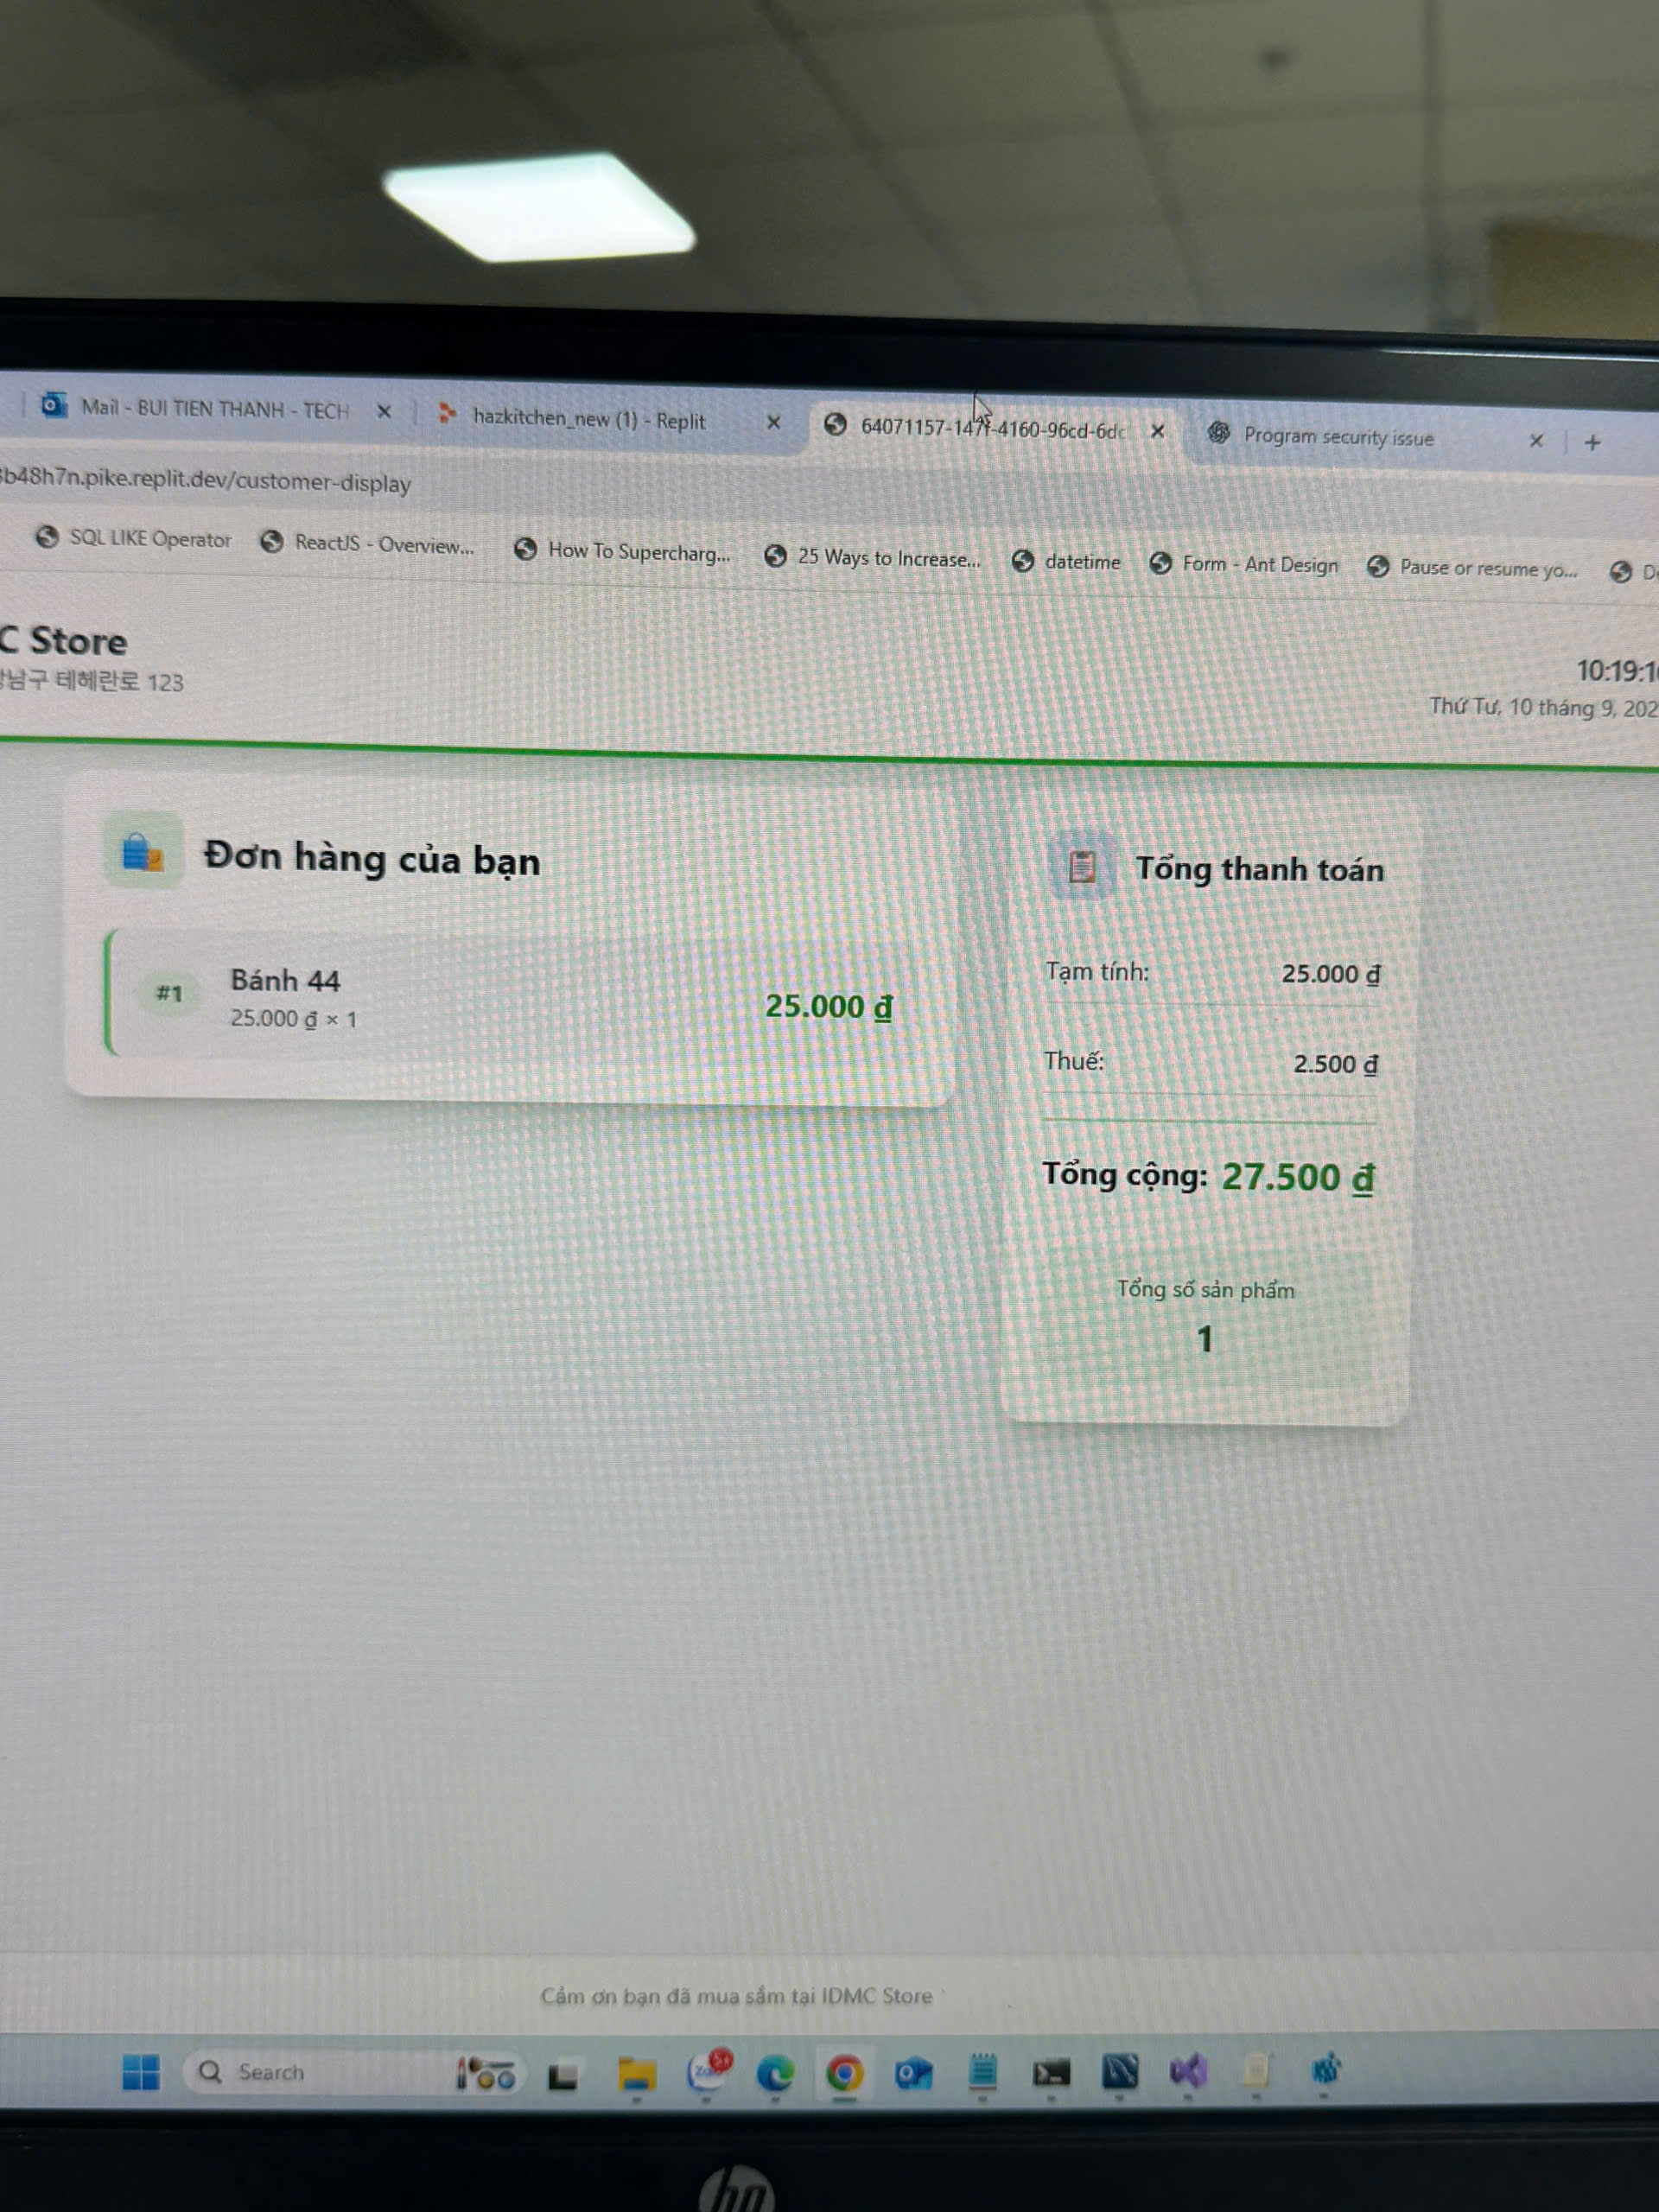 Mail - BUI TIEN THANH - TECH
hazkitchen_new (1) - Replit
64071157-147f-4160-96cd-6dc
Program security issue
b48h7n.pike.replit.dev/customer-display
SQL LIKE Operator
ReactJS - Overview...
How To Supercharg...
25 Ways to Increase...
datetime
Form - Ant Design
Pause or resume yo...
C Store
남구 테헤란로 123
10:19:1
Thứ Tư, 10 tháng 9, 202
Đơn hàng của bạn
#1
Bánh 44
25.000 ₫ × 1
25.000 ₫
Tổng thanh toán
Tạm tính: 25.000 ₫
Thuế: 2.500 ₫
Tổng cộng: 27.500 ₫
Tổng số sản phẩm
1
Cảm ơn bạn đã mua sắm tại IDMC Store
Search
hp